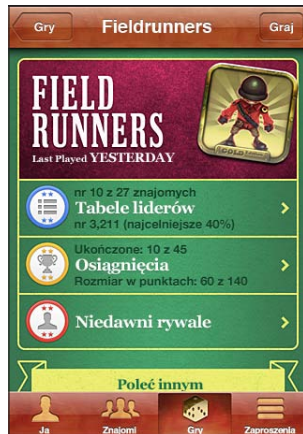 Gry Fieldrunners Graj
FIELD
RUNNERS
Last Played YESTERDAY
GOLD
nr 10 z 27 znajomych
Tabele liderów
nr 3,211 (najcelniejsze 40%)
Ukończone: 10 z 45
Osiągnięcia
Rozmiar w punktach: 60 z 140
Niedawni rywale
Poleć innym
Ja Znajomi Gry Zaproszenia